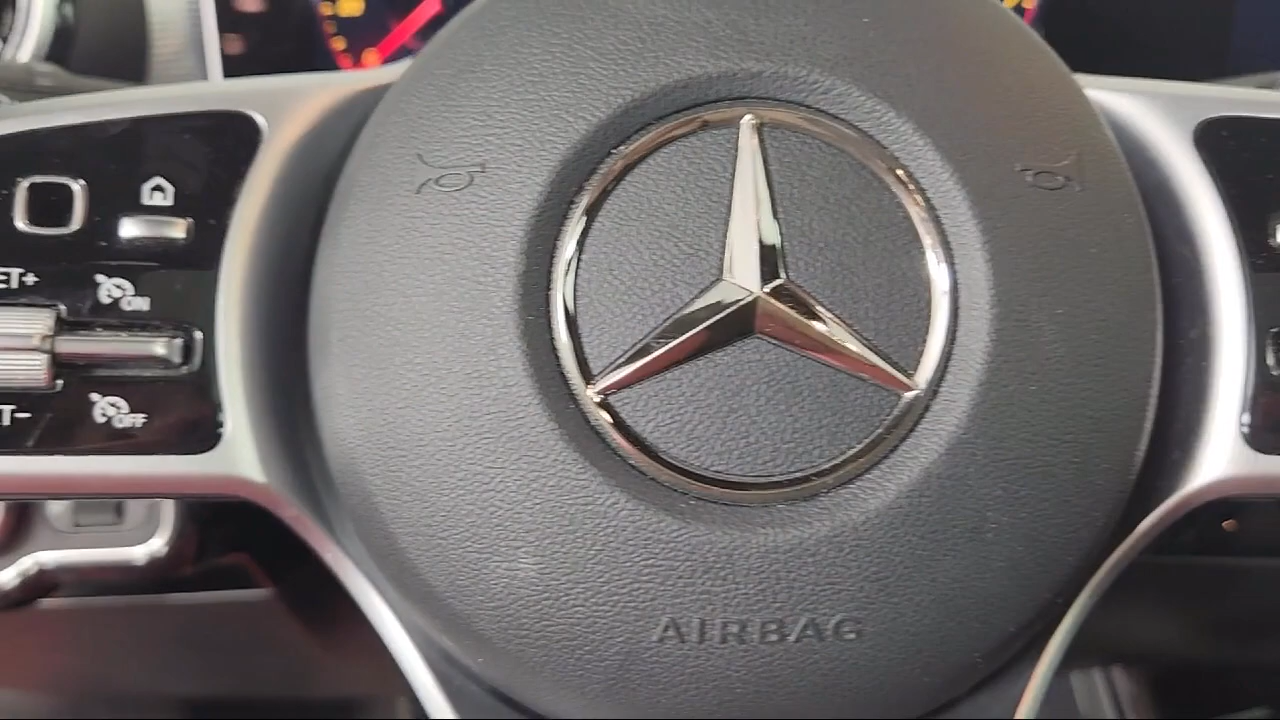 ET+
ON
T−
OFF
AIRBAG